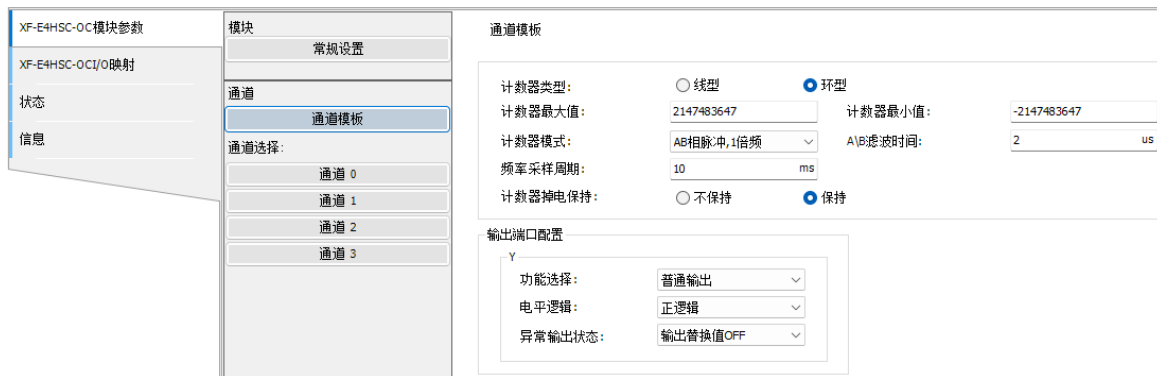 XF-E4HSC-OC模块参数
XF-E4HSC-OCI/O映射
状态
信息
模块
常规设置
通道
通道模板
通道选择:
通道 0
通道 1
通道 2
通道 3
通道模板
计数器类型: 线型 环型
计数器最大值: 2147483647 计数器最小值: -2147483647
计数器模式: AB相脉冲,1倍频 A\B滤波时间: 2 us
频率采样周期: 10 ms
计数器掉电保持: 不保持 保持
输出端口配置
Y
功能选择: 普通输出
电平逻辑: 正逻辑
异常输出状态: 输出替换值OFF